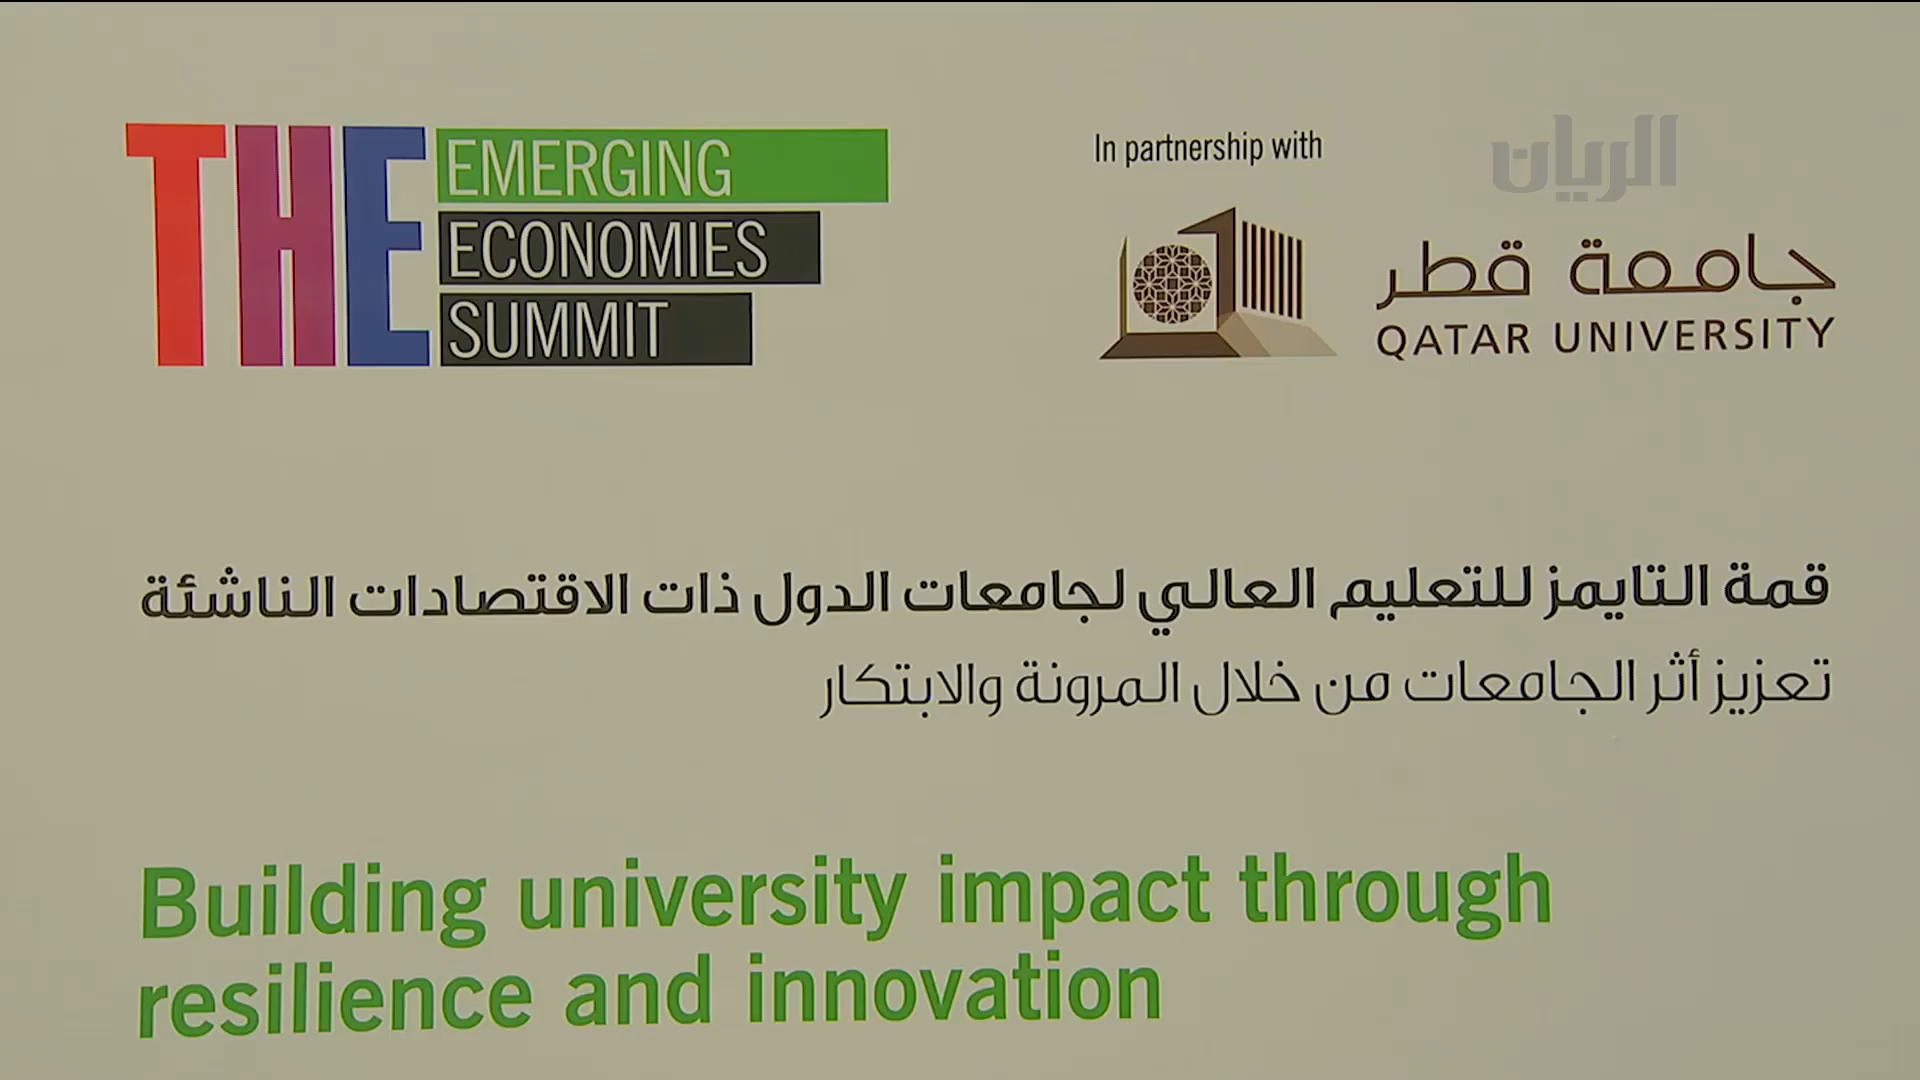 THE EMERGING
ECONOMIES
SUMMIT
In partnership with
الريان
جامعة قطر
QATAR UNIVERSITY
قمة التايمز للتعليم العالي لجامعات الدول ذات الاقتصادات الناشئة
تعزيز أثر الجامعات من خلال المرونة والابتكار
Building university impact through
resilience and innovation